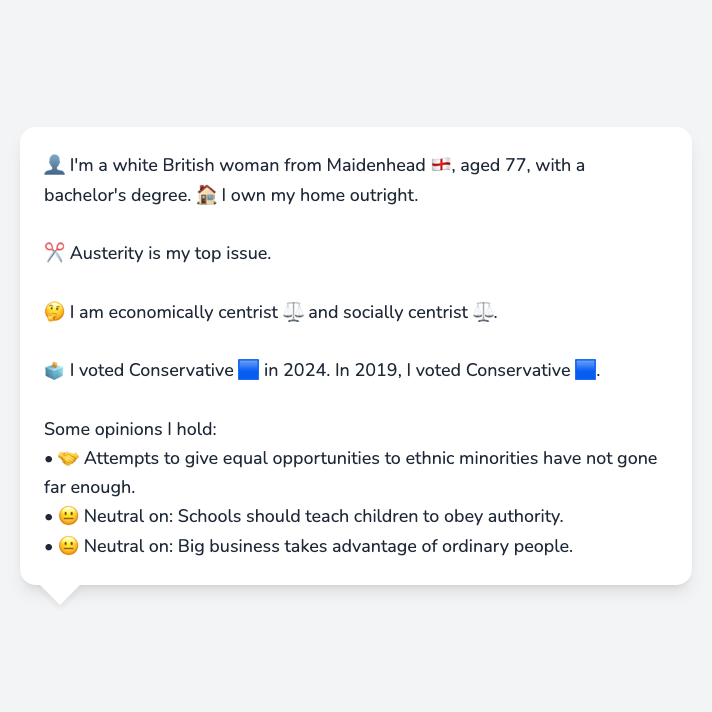 👤 I'm a white British woman from Maidenhead 🏴󠁧󠁢󠁥󠁮󠁧󠁿, aged 77, with a
bachelor's degree. 🏠 I own my home outright.
✂️ Austerity is my top issue.
🤔 I am economically centrist ⚖️ and socially centrist ⚖️.
🗳️ I voted Conservative 🟦 in 2024. In 2019, I voted Conservative 🟦.
Some opinions I hold:
• 🤝 Attempts to give equal opportunities to ethnic minorities have not gone
far enough.
• 😐 Neutral on: Schools should teach children to obey authority.
• 😐 Neutral on: Big business takes advantage of ordinary people.